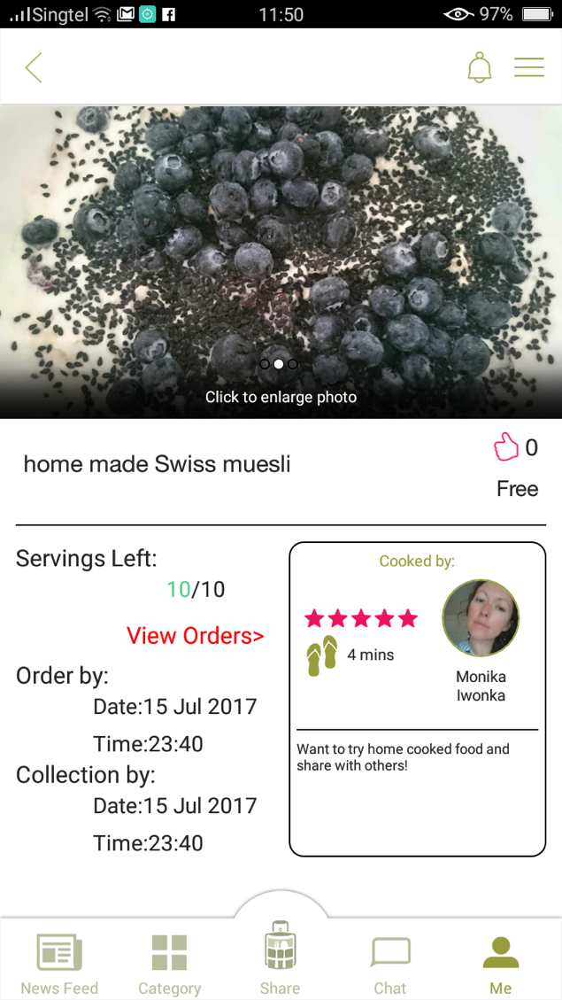 Singtel 11:50 97%
Click to enlarge photo
home made Swiss muesli
0
Free
Servings Left:
10/10
View Orders>
Order by:
Date:15 Jul 2017
Time:23:40
Collection by:
Date:15 Jul 2017
Time:23:40
Cooked by:
4 mins
Monika
Iwonka
Want to try home cooked food and
share with others!
News Feed Category Share Chat Me